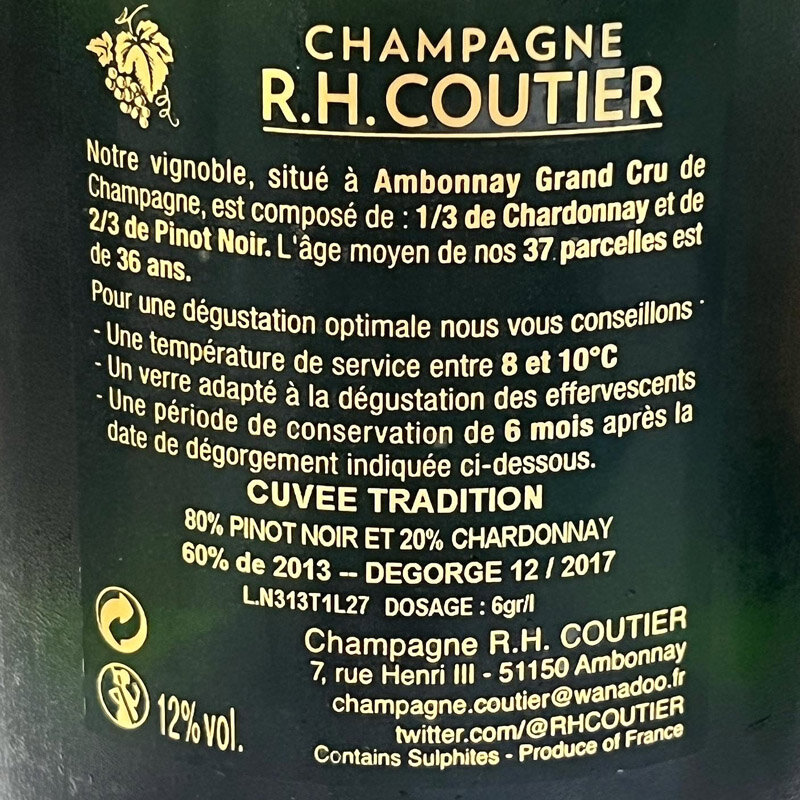 CHAMPAGNE
R.H. COUTIER
Notre vignoble, situé à Ambonnay Grand Cru de
Champagne, est composé de : 1/3 de Chardonnay et de
2/3 de Pinot Noir. L'âge moyen de nos 37 parcelles est
de 36 ans.
Pour une dégustation optimale nous vous conseillons :
- Une température de service entre 8 et 10°C
- Un verre adapté à la dégustation des effervescents
- Une période de conservation de 6 mois après la
date de dégorgement indiquée ci-dessous.
CUVEE TRADITION
80% PINOT NOIR ET 20% CHARDONNAY
60% de 2013 -- DEGORGE 12 / 2017
L.N313T1L27 DOSAGE : 6gr/l
Champagne R.H. COUTIER
7, rue Henri III - 51150 Ambonnay
champagne.coutier@wanadoo.fr
twitter.com/@RHCOUTIER
Contains Sulphites - Produce of France
12%vol.